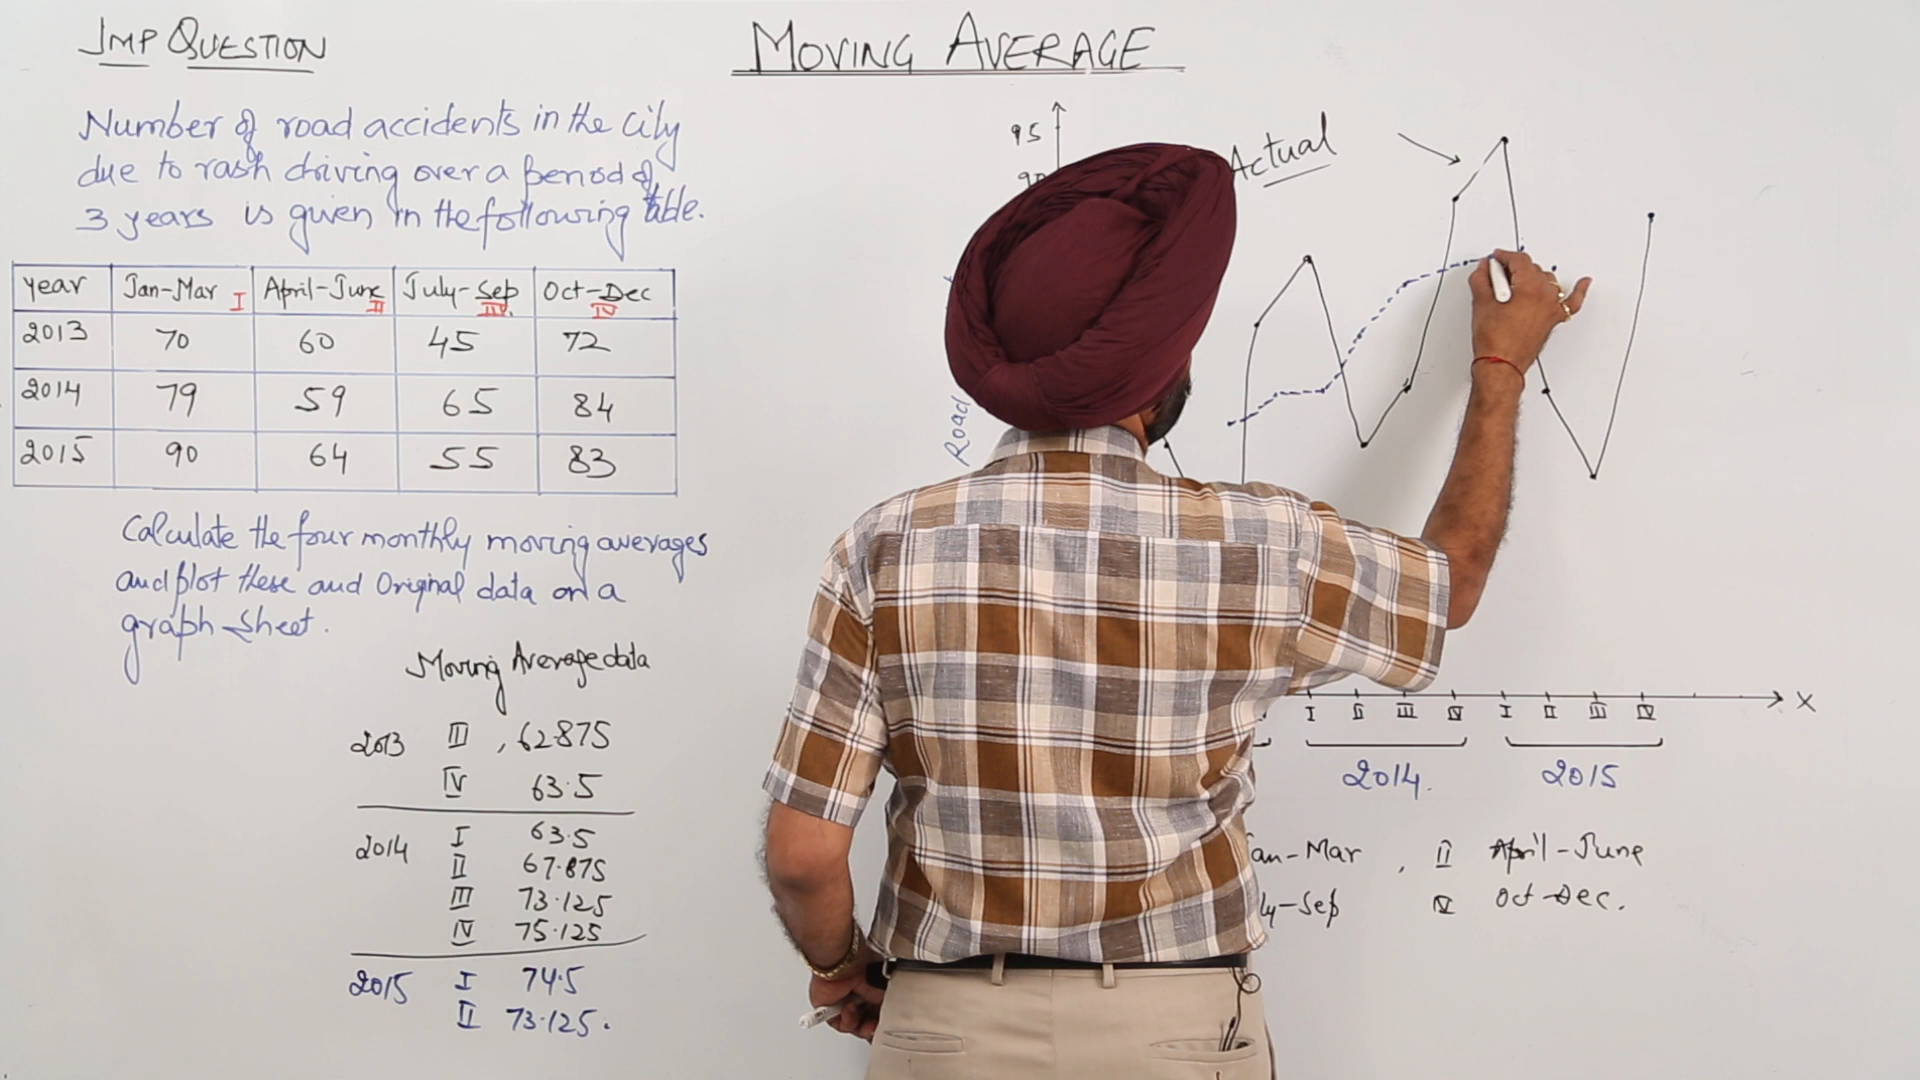 IMP QUESTION
MOVING AVERAGE
Number of road accidents in the City
due to rash driving over a period of
3 years is given in the following table.
year Jan-Mar I April-June II July-Sep III Oct-Dec IV
2013 70 60 45 72
2014 79 59 65 84
2015 90 64 55 83
Calculate the four monthly moving averages
and plot these and Original data on a
graph sheet.
Moving Average data
2013 III , 62.875
IV 63.5
2014 I 63.5
II 67.875
III 73.125
IV 75.125
2015 I 74.5
II 73.125.
95
90
Actual
Road
I II III IV I II III IV X
2014. 2015
Jan-Mar , II April-June
ly-Sep IV Oct-Dec.